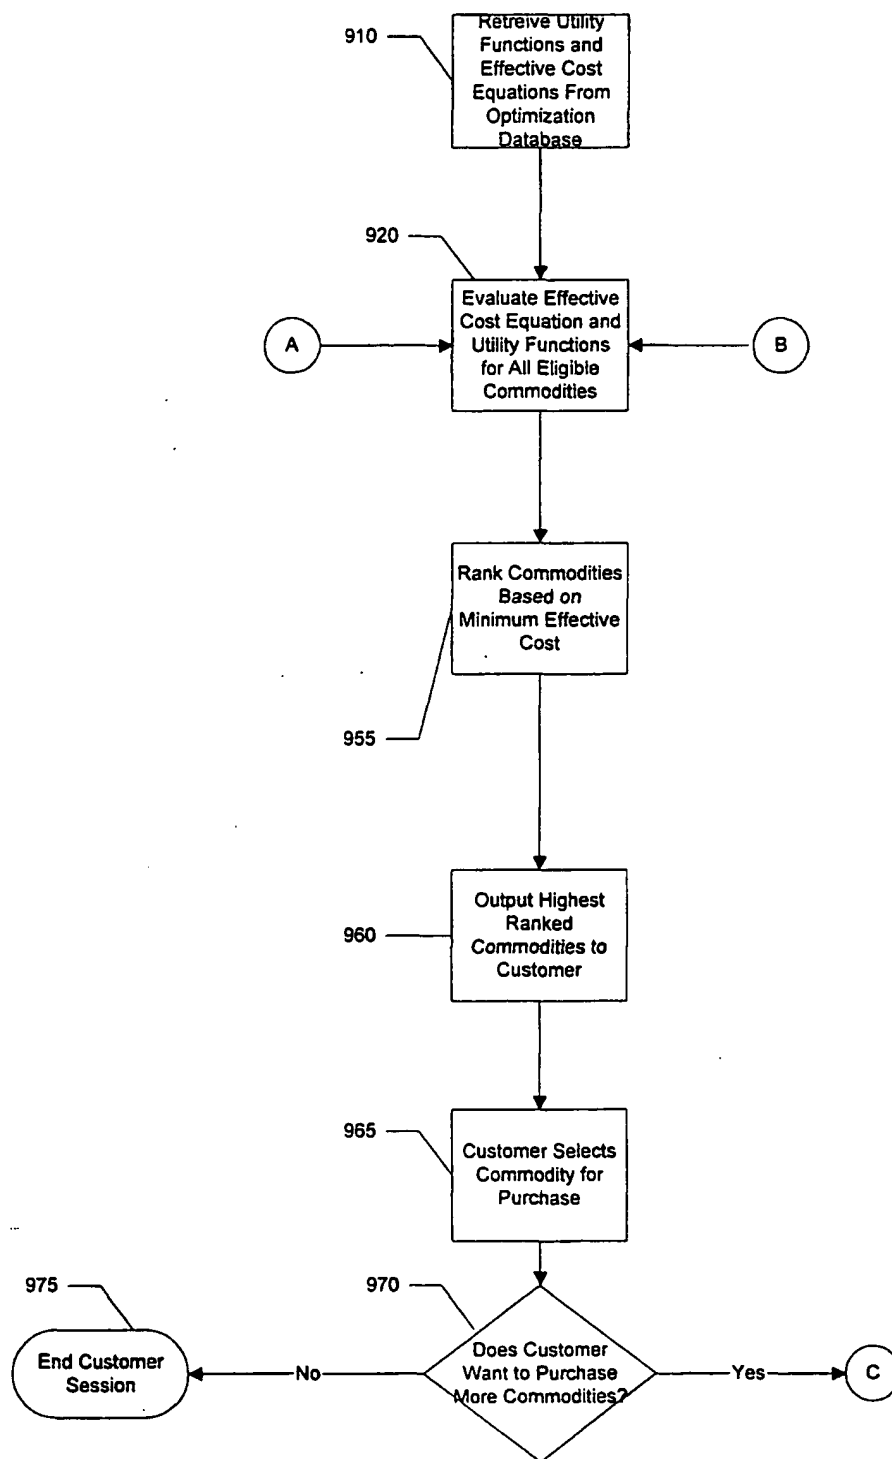 910
Retreive Utility
Functions and
Effective Cost
Equations From
Optimization
Database
920
Evaluate Effective
Cost Equation and
Utility Functions
for All Eligible
Commodities
A
B
Rank Commodities
Based on
Minimum Effective
Cost
955
Output Highest
Ranked
Commodities to
Customer
960
965
Customer Selects
Commodity for
Purchase
975
970
End Customer
Session
No
Does Customer
Want to Purchase
More Commodities?
Yes
C